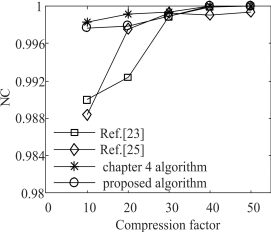 1
0.996
0.992
0.988
0.984
0.98
NC
Ref.[23]
Ref.[25]
chapter 4 algorithm
proposed algorithm
0 10 20 30 40 50
Compression factor